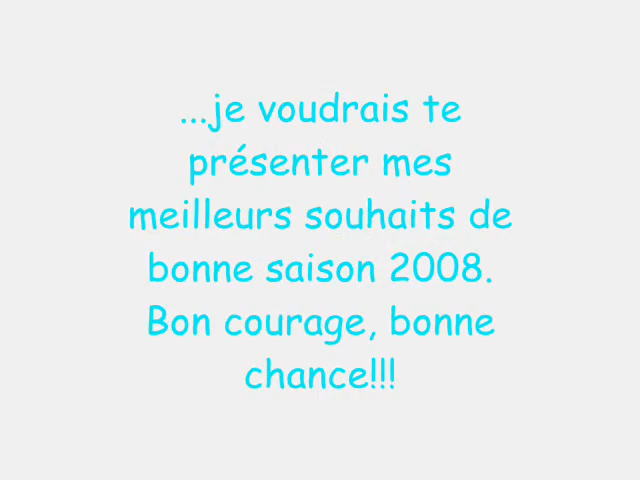 ...je voudrais te
présenter mes
meilleurs souhaits de
bonne saison 2008.
Bon courage, bonne
chance!!!